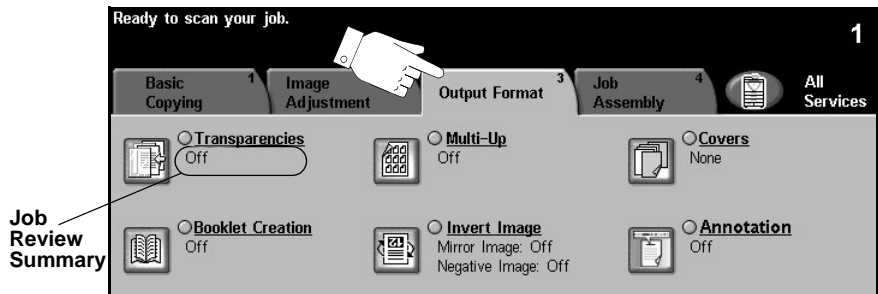 Ready to scan your job.
1
Basic Copying 1
Image Adjustment
Output Format 3
Job Assembly 4
All Services
Transparencies
Off
Multi-Up
Off
Covers
None
Job Review Summary
Booklet Creation
Off
Invert Image
Mirror Image: Off
Negative Image: Off
Annotation
Off